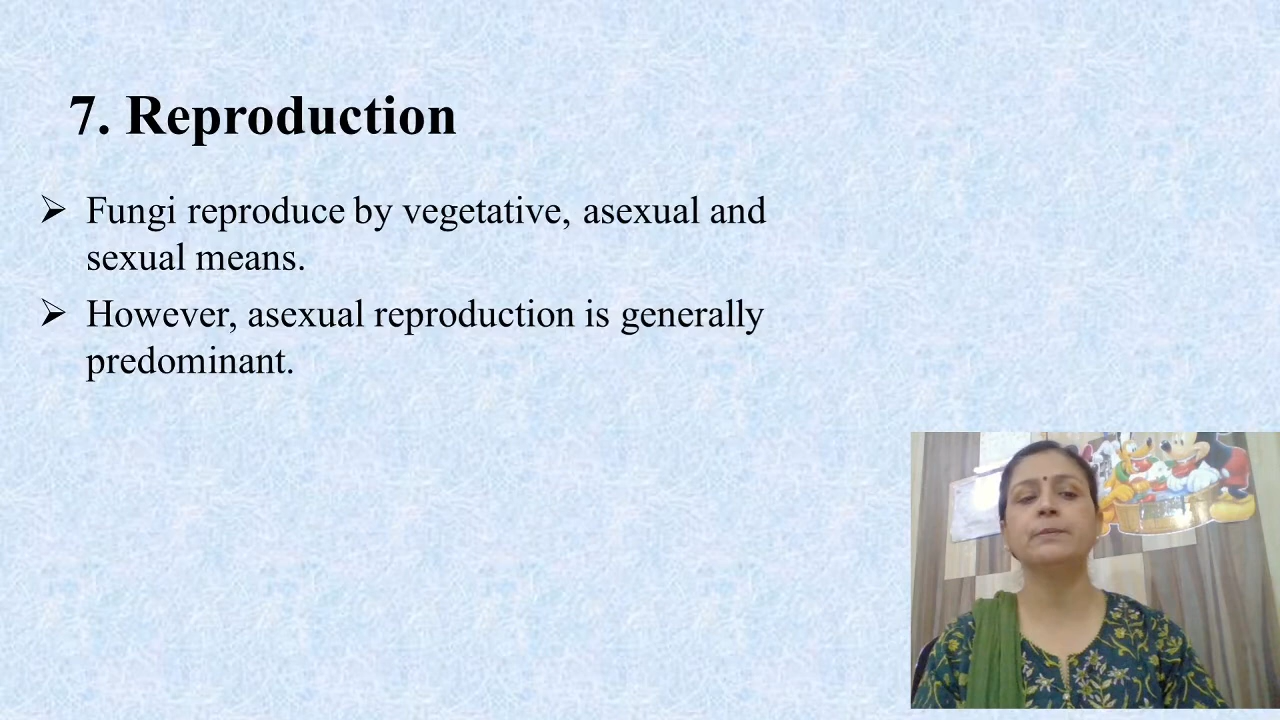 7. Reproduction
➢ Fungi reproduce by vegetative, asexual and
sexual means.
➢ However, asexual reproduction is generally
predominant.